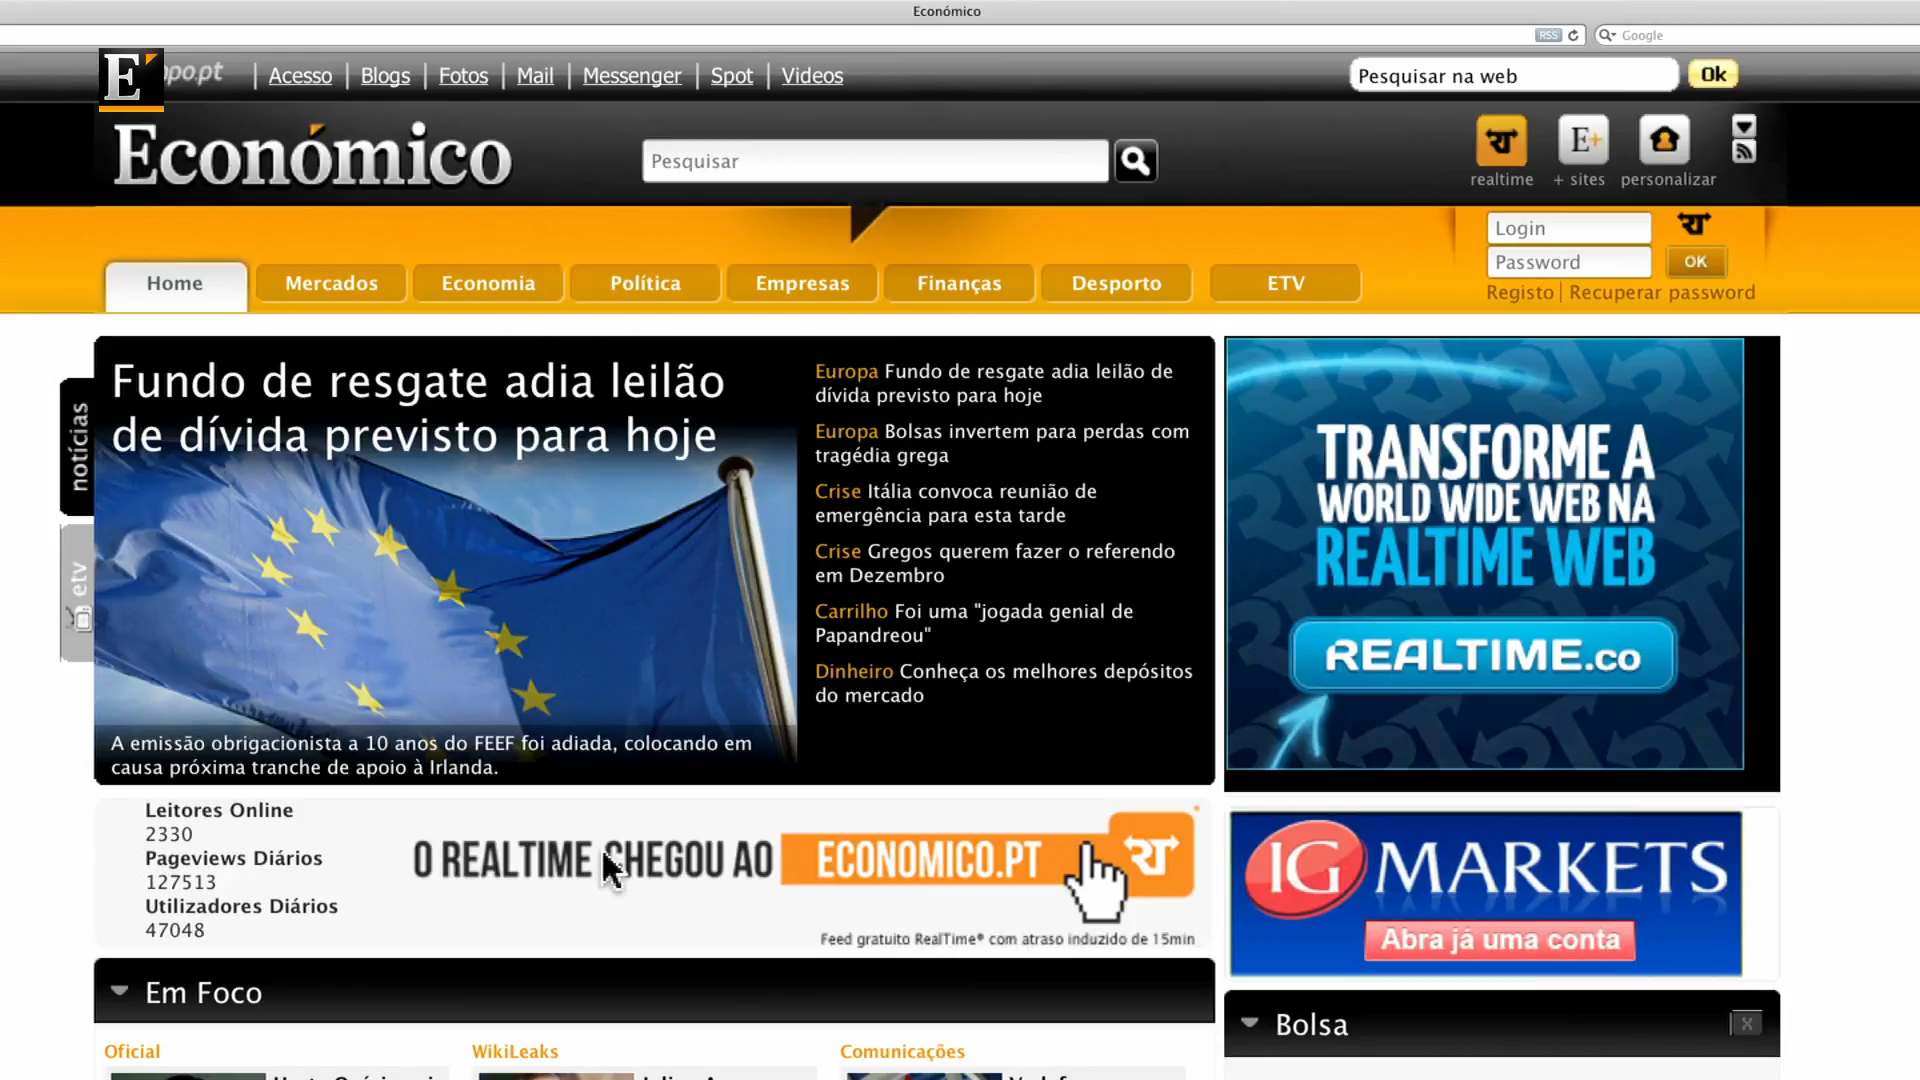 Económico
RSS
Google
E
po.pt
Acesso
Blogs
Fotos
Mail
Messenger
Spot
Videos
Pesquisar na web
Ok
Económico
Pesquisar
E+
realtime
+ sites
personalizar
Login
Password
OK
Registo | Recuperar password
Home
Mercados
Economia
Política
Empresas
Finanças
Desporto
ETV
notícias
etv
Fundo de resgate adia leilão
de dívida previsto para hoje
A emissão obrigacionista a 10 anos do FEEF foi adiada, colocando em
causa próxima tranche de apoio à Irlanda.
Europa Fundo de resgate adia leilão de
dívida previsto para hoje
Europa Bolsas invertem para perdas com
tragédia grega
Crise Itália convoca reunião de
emergência para esta tarde
Crise Gregos querem fazer o referendo
em Dezembro
Carrilho Foi uma "jogada genial de
Papandreou"
Dinheiro Conheça os melhores depósitos
do mercado
TRANSFORME A
WORLD WIDE WEB NA
REALTIME WEB
REALTIME.co
Leitores Online
2330
Pageviews Diários
127513
Utilizadores Diários
47048
O REALTIME CHEGOU AO ECONOMICO.PT
Feed gratuito RealTime® com atraso induzido de 15min
IG MARKETS
Abra já uma conta
Em Foco
Bolsa
X
Oficial
WikiLeaks
Comunicações